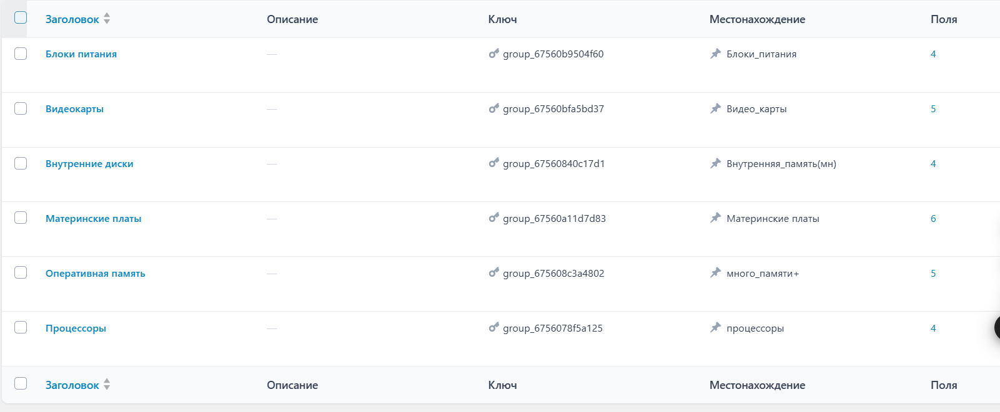 Заголовок Описание Ключ Местонахождение Поля
Блоки питания — group_67560b9504f60 Блоки_питания 4
Видеокарты — group_67560bfa5bd37 Видео_карты 5
Внутренние диски — group_67560840c17d1 Внутренняя_память(мн) 4
Материнские платы — group_67560a11d7d83 Материнские платы 6
Оперативная память — group_675608c3a4802 много_памяти+ 5
Процессоры — group_6756078f5a125 процессоры 4
Заголовок Описание Ключ Местонахождение Поля